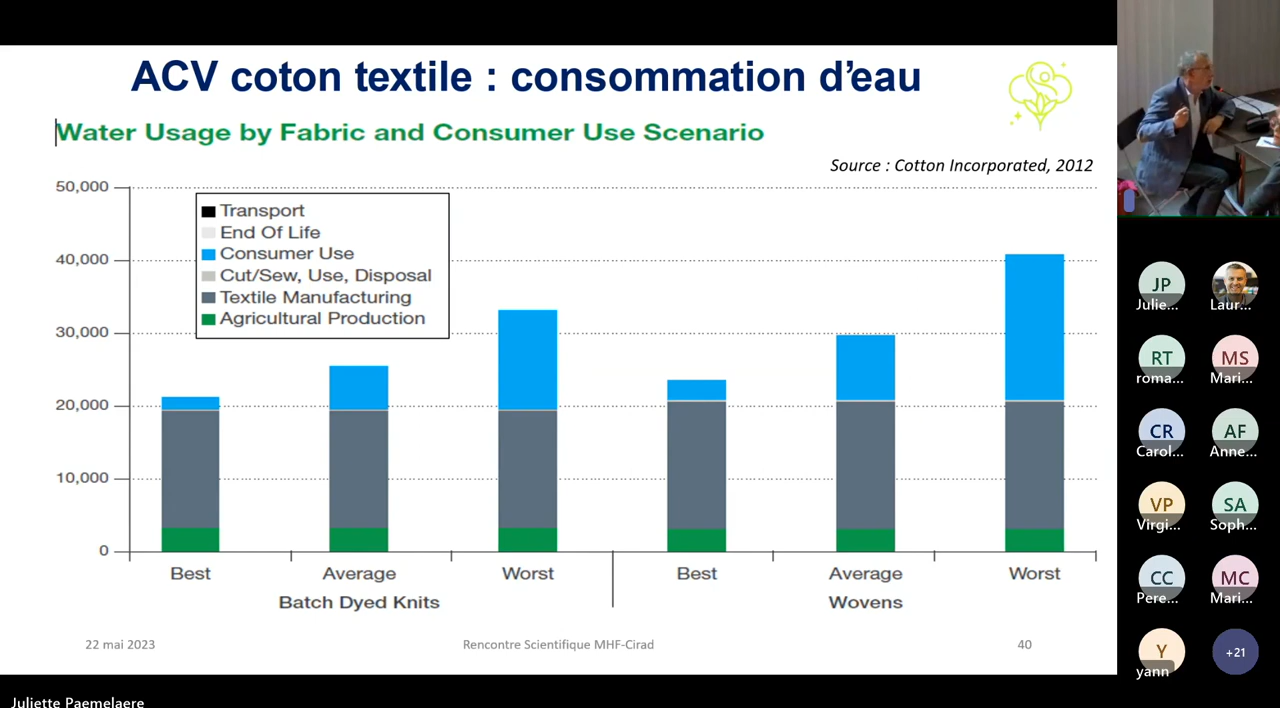 ACV coton textile : consommation d’eau
Water Usage by Fabric and Consumer Use Scenario
Source : Cotton Incorporated, 2012
50,000
40,000
30,000
20,000
10,000
0
Transport
End Of Life
Consumer Use
Cut/Sew, Use, Disposal
Textile Manufacturing
Agricultural Production
Best
Average
Worst
Best
Average
Worst
Batch Dyed Knits
Wovens
22 mai 2023
Rencontre Scientifique MHF-Cirad
40
JP
Julie...
Laur...
RT
roma...
MS
Mari...
CR
Carol...
AF
Anne...
VP
Virgi...
SA
Soph...
CC
Pere...
MC
Mari...
Y
yann
+21
Juliette Paemelaere